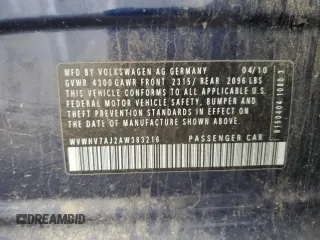 MFD. BY VOLKSWAGEN AG GERMANY 04/10
GVWR 4300 GAWR FRONT 2315/ REAR 2096 LBS
THIS VEHICLE CONFORMS TO ALL APPLICABLE
FEDERAL MOTOR VEHICLE SAFETY, BUMPER AND
THEFT PREVENTION STANDARDS IN EFFECT ON THE
DATE OF MANUFACTURE SHOWN ABOVE.
WVWHV7AJ2AW383216 PASSENGER CAR
©DREAMBID